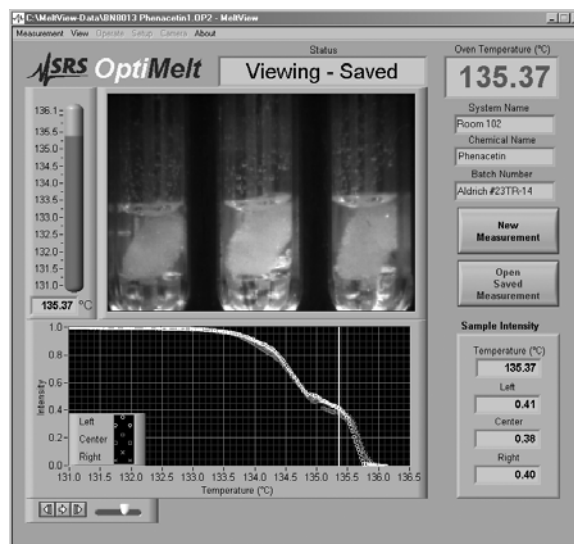 C:\MeltView-Data\BN0013 Phenacetin1.OP2 - MeltView
Measurement View Operate Setup Camera About
SRS OptiMelt
Status
Viewing - Saved
Oven Temperature (°C)
135.37
System Name
Room 102
Chemical Name
Phenacetin
Batch Number
Aldrich #23TR-14
New
Measurement
Open
Saved
Measurement
136.1
135.5
135.0
134.5
134.0
133.5
133.0
132.5
132.0
131.5
131.0
135.37 °C
Intensity
1.0
0.8
0.6
0.4
0.2
0.0
Left
Center
Right
131.0 131.5 132.0 132.5 133.0 133.5 134.0 134.5 135.0 135.5 136.0 136.5
Temperature (°C)
Sample Intensity
Temperature (°C)
135.37
Left
0.41
Center
0.38
Right
0.40